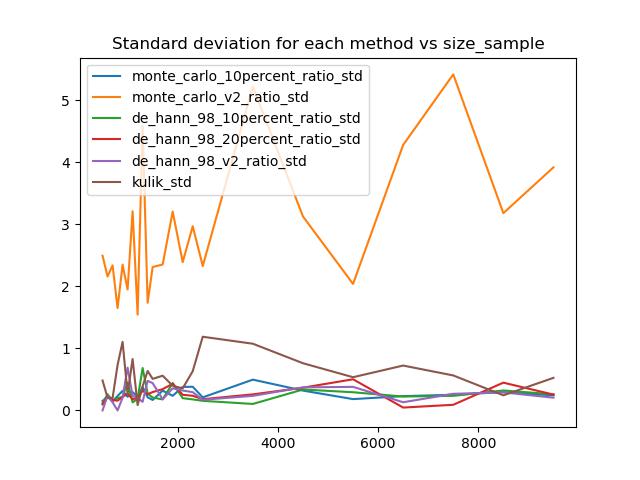 Standard deviation for each method vs size_sample
monte_carlo_10percent_ratio_std
monte_carlo_v2_ratio_std
de_hann_98_10percent_ratio_std
de_hann_98_20percent_ratio_std
de_hann_98_v2_ratio_std
kulik_std
5
4
3
2
1
0
2000 4000 6000 8000